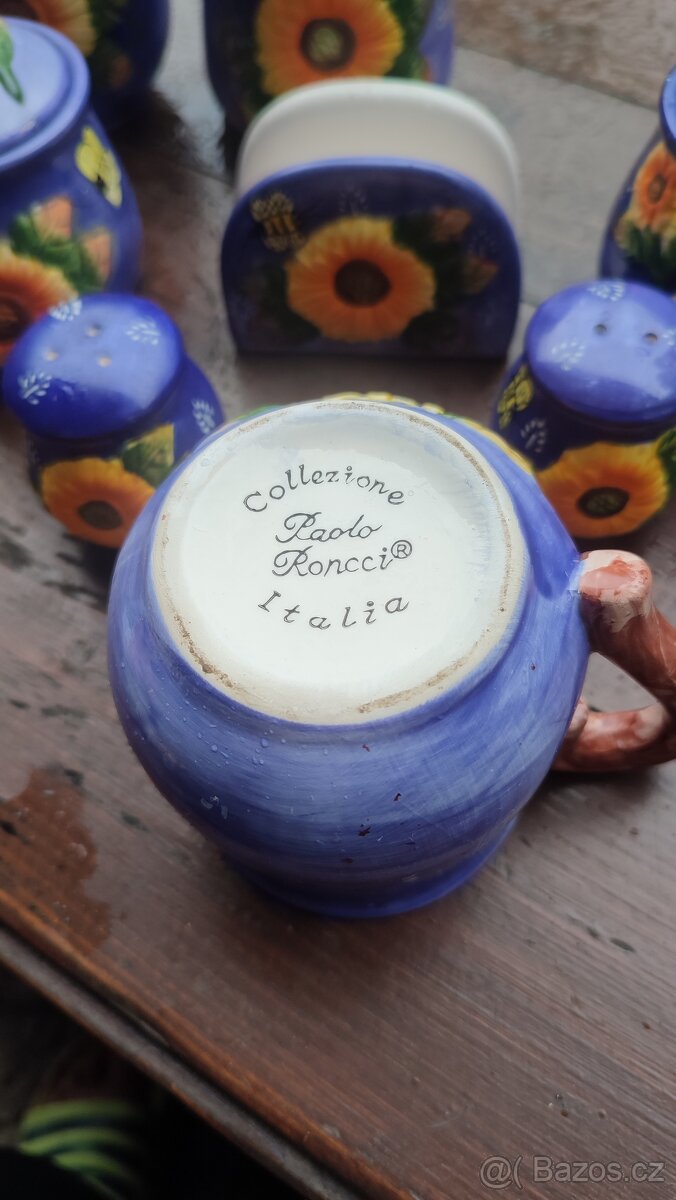 Collezione
Paolo
Roncci®
Italia
@( Bazos.cz